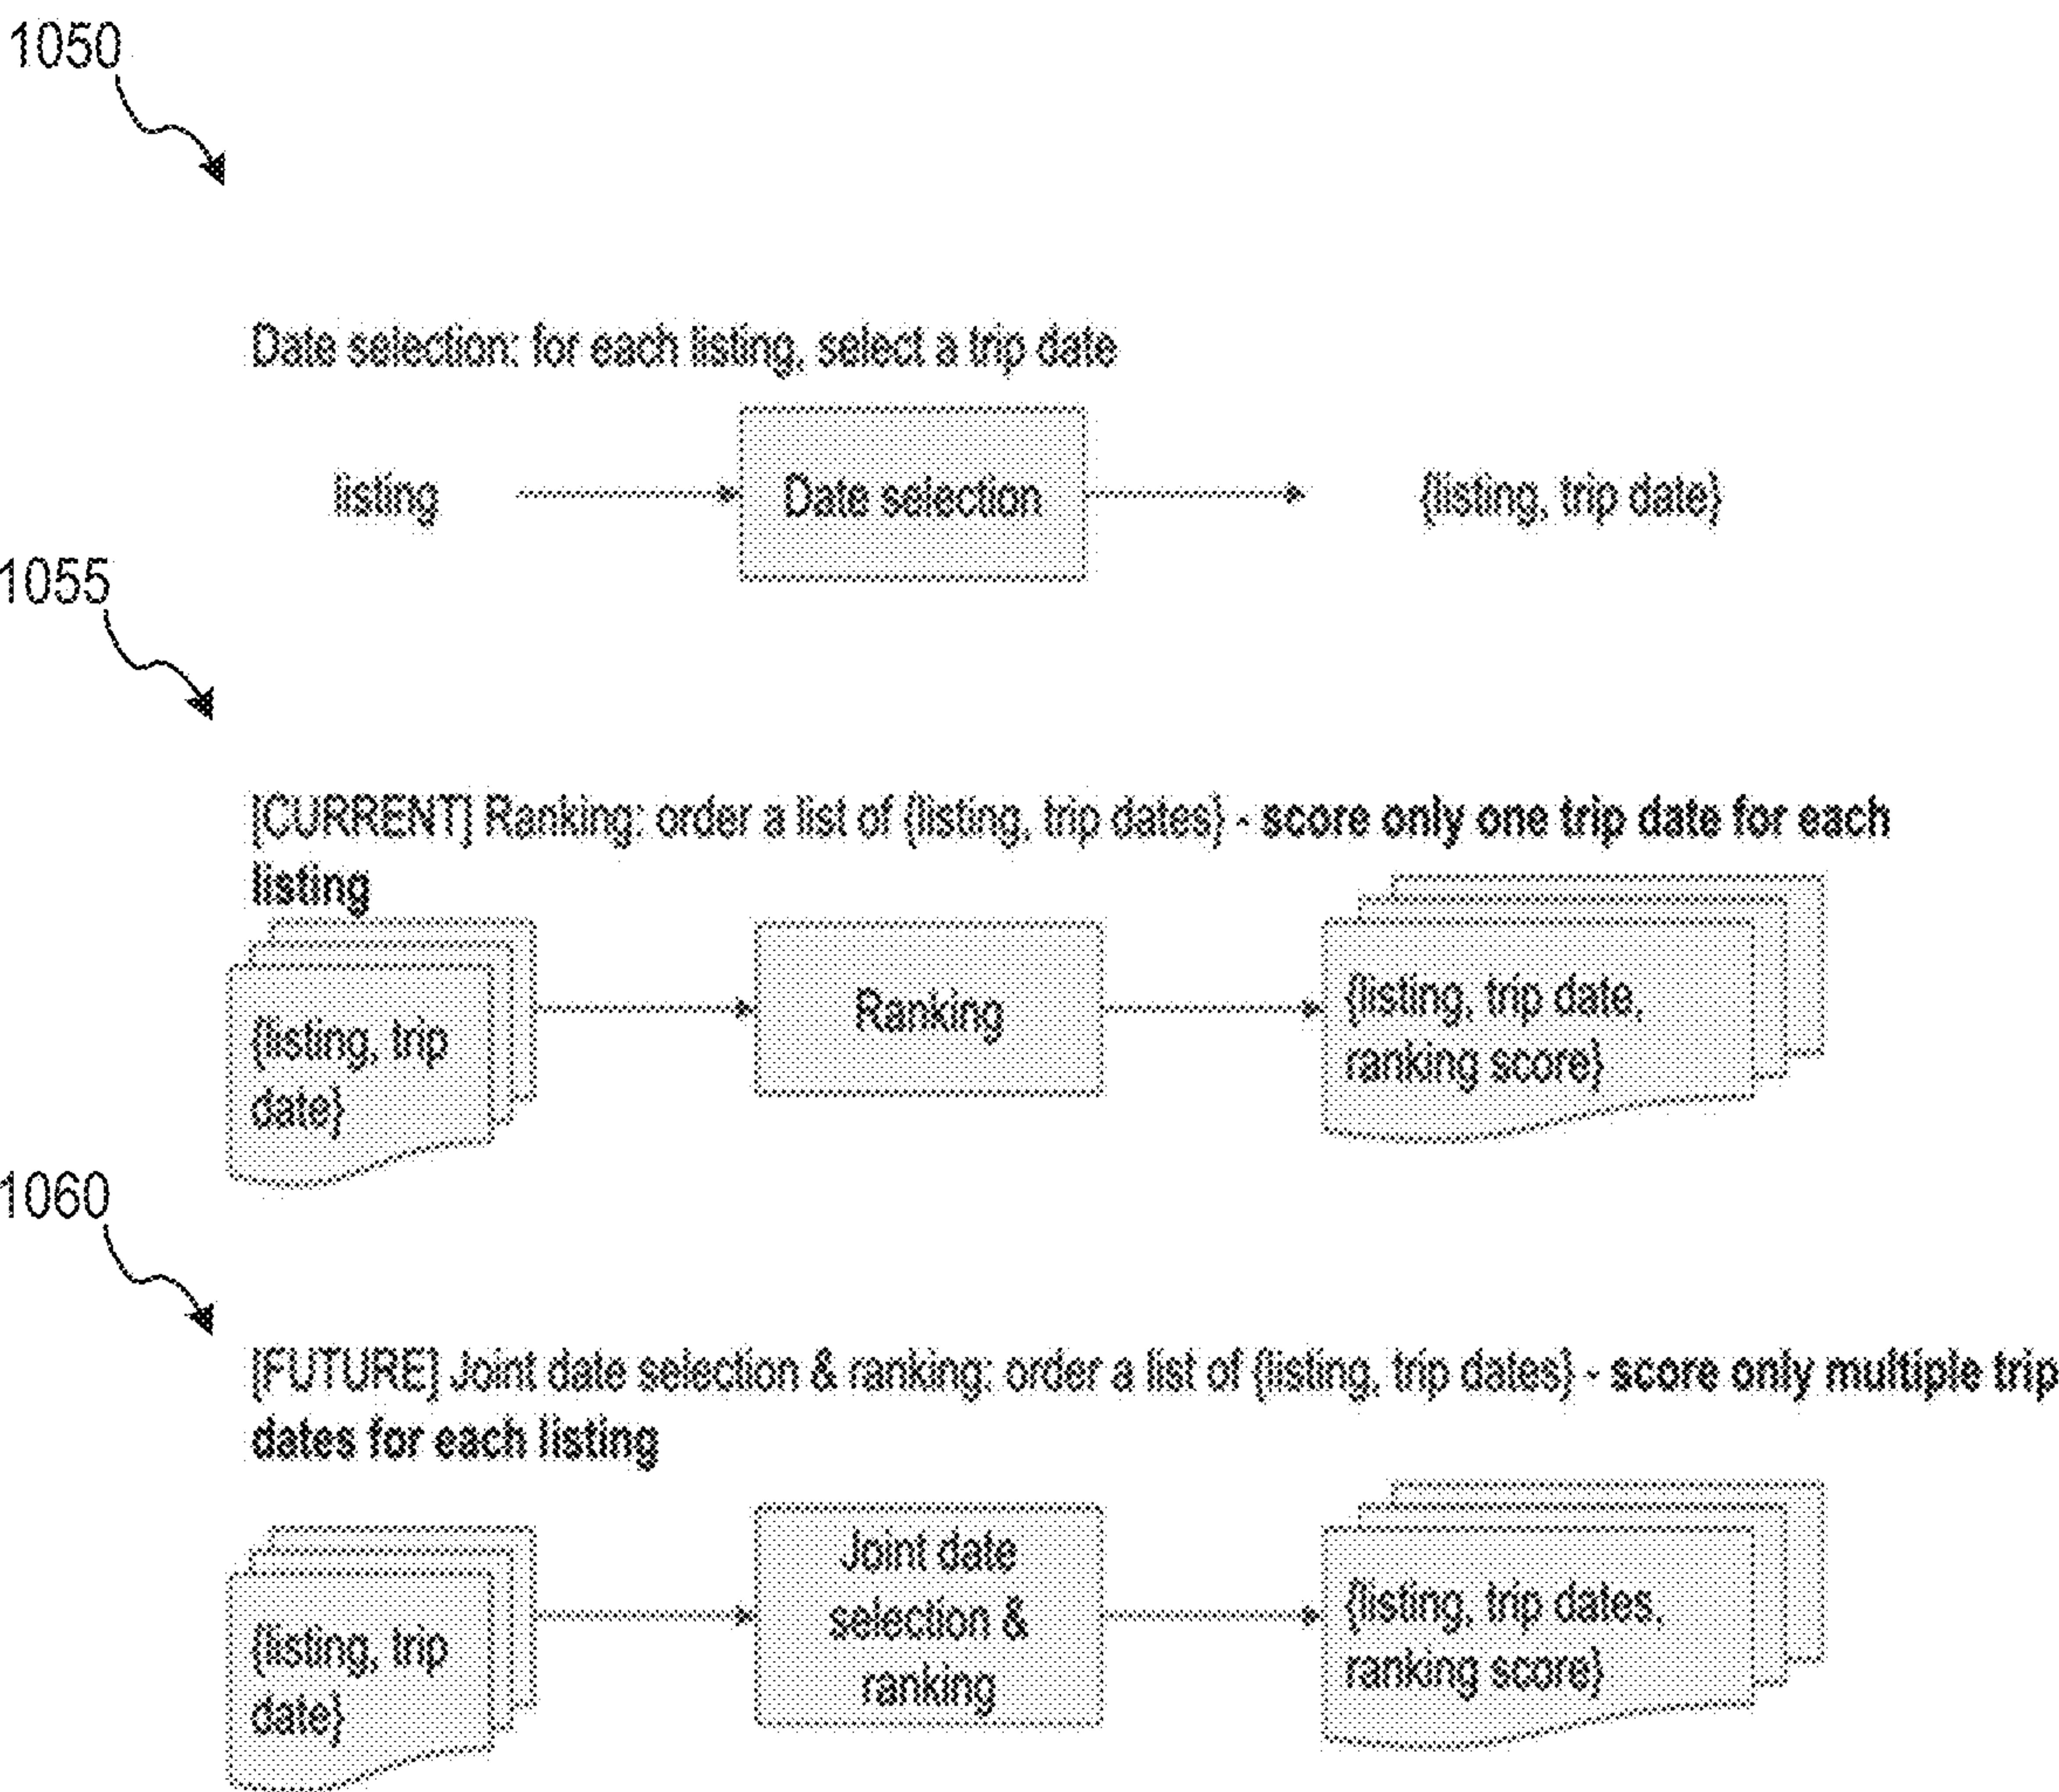 1050
Date selection: for each listing, select a trip date
listing
Date selection
{listing, trip date}
1055
[CURRENT] Ranking: order a list of {listing, trip dates} - score only one trip date for each
listing
{listing, trip
date}
Ranking
{listing, trip date,
ranking score}
1060
[FUTURE] Joint date selection & ranking: order a list of {listing, trip dates} - score only multiple trip
dates for each listing
{listing, trip
date}
Joint date
selection &
ranking
{listing, trip dates,
ranking score}